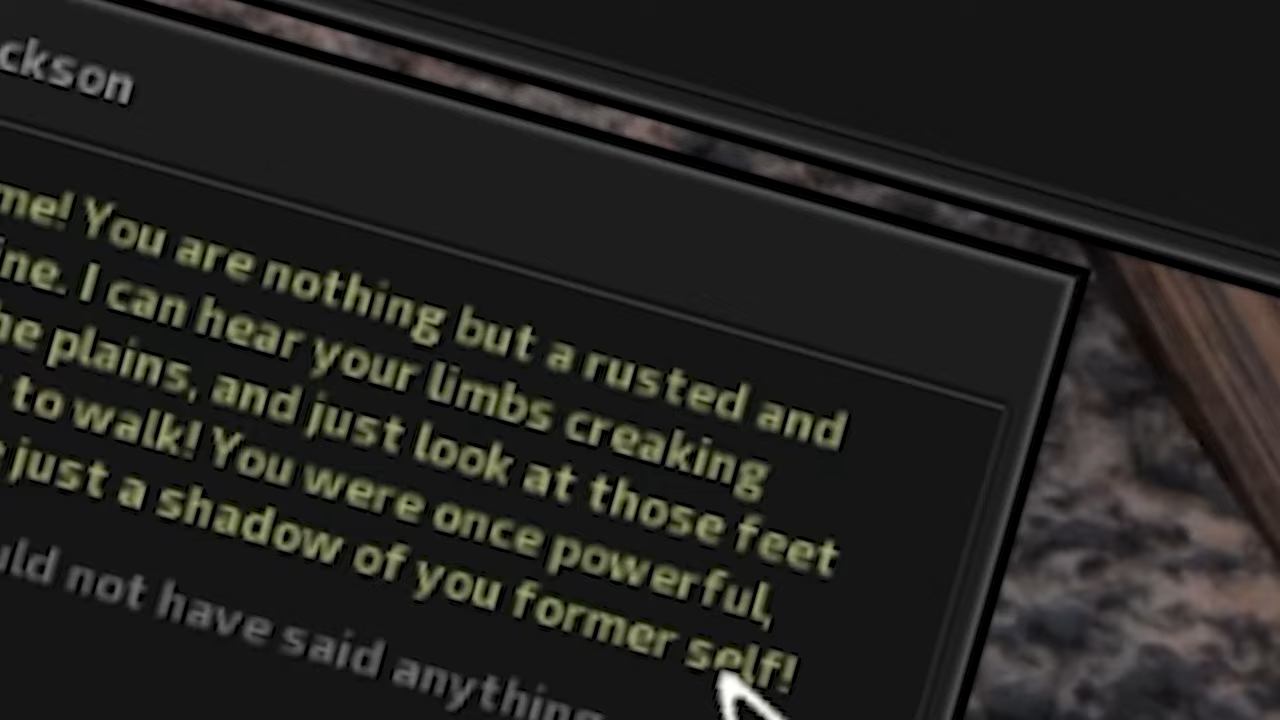 ckson
me! You are nothing but a rusted and
ine. I can hear your limbs creaking
he plains, and just look at those feet
to walk! You were once powerful,
just a shadow of you former self!
uld not have said anything